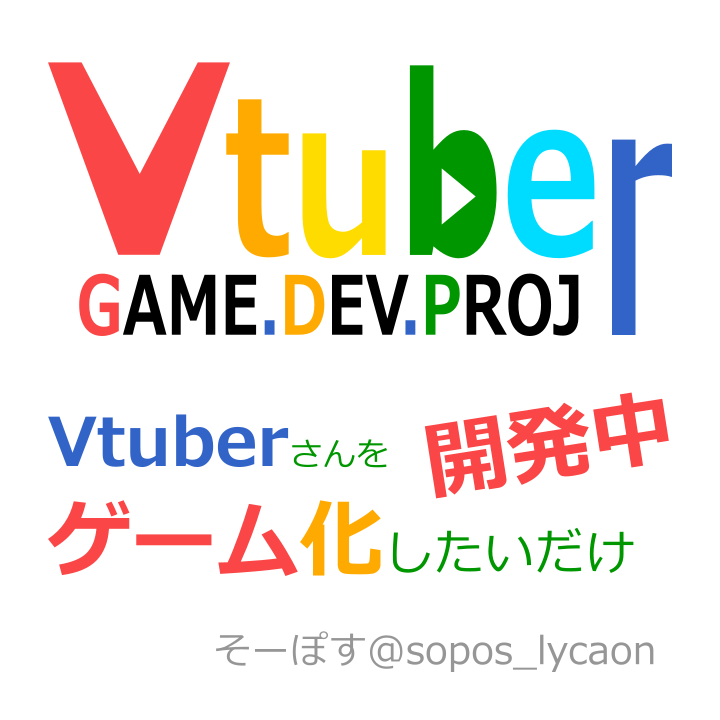 Vtuber
GAME.DEV.PROJ
Vtuberさんを
開発中
ゲーム化したいだけ
そーぽす@sopos_lycaon